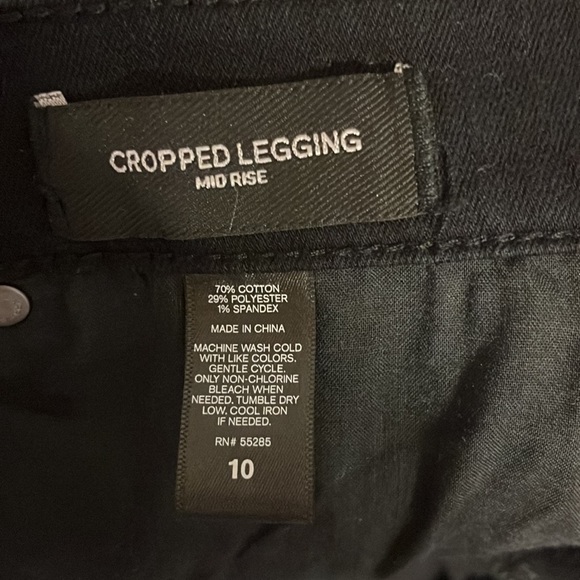 CROPPED LEGGING
MID RISE
70% COTTON
29% POLYESTER
1% SPANDEX
MADE IN CHINA
MACHINE WASH COLD
WITH LIKE COLORS.
GENTLE CYCLE.
ONLY NON-CHLORINE
BLEACH WHEN
NEEDED. TUMBLE DRY
LOW. COOL IRON
IF NEEDED.
RN# 55285
10